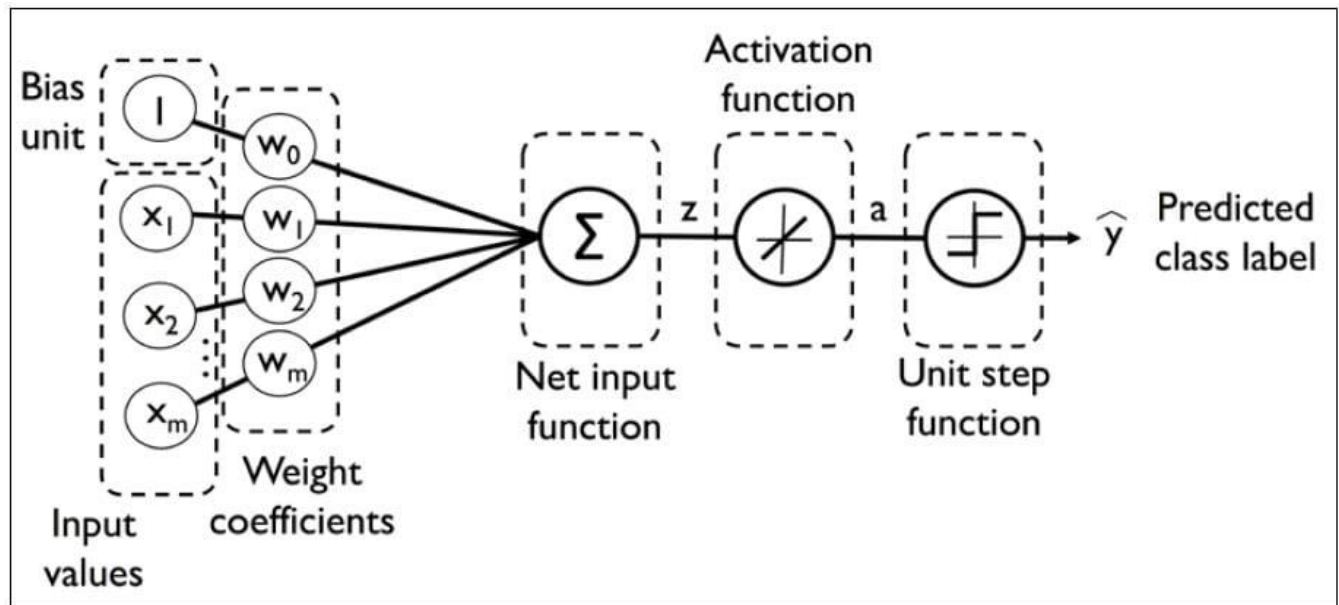 Bias
unit
1
x₁
x₂
⋮
xₘ
Input
values
w₀
w₁
w₂
wₘ
Weight
coefficients
Σ
Net input
function
z
Activation
function
a
Unit step
function
ŷ
Predicted
class label